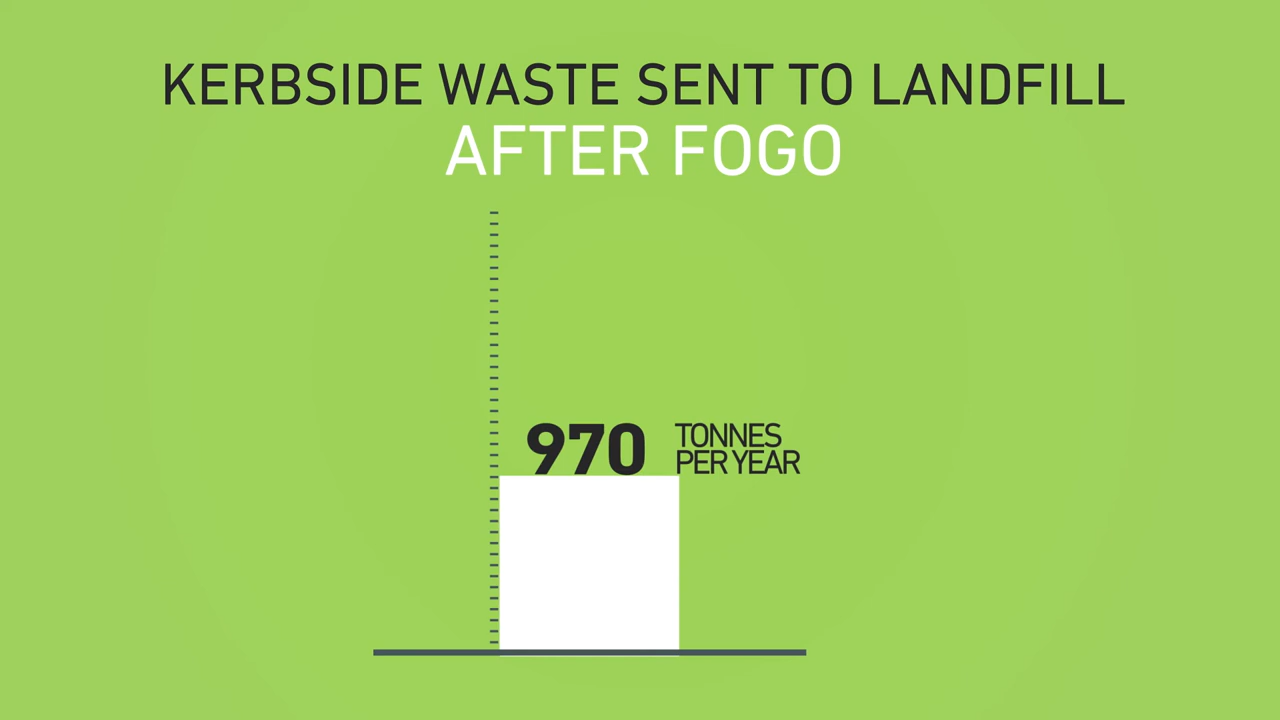 KERBSIDE WASTE SENT TO LANDFILL
AFTER FOGO
970 TONNES
PER YEAR